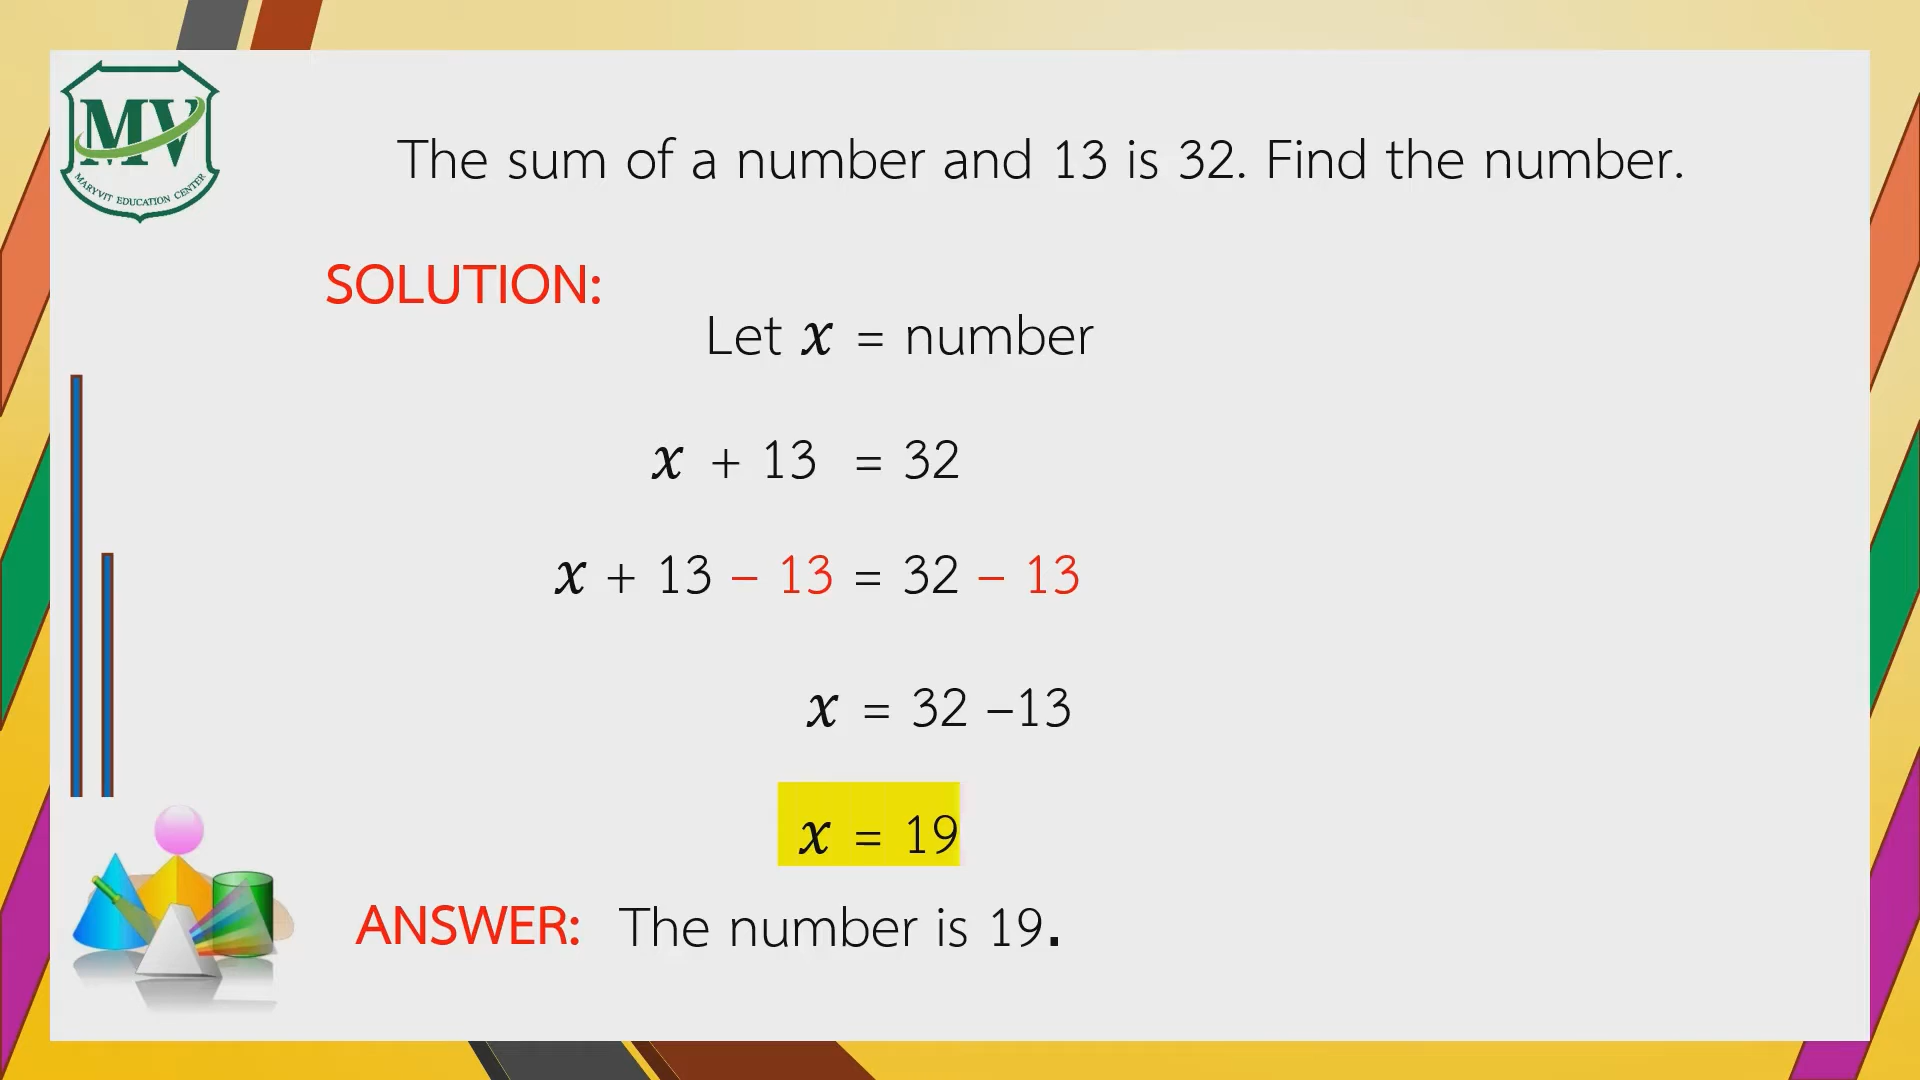 MV
MARYVIT EDUCATION CENTER
The sum of a number and 13 is 32. Find the number.
SOLUTION:
Let x = number
x + 13 = 32
x + 13 – 13 = 32 – 13
x = 32 –13
x = 19
ANSWER: The number is 19.